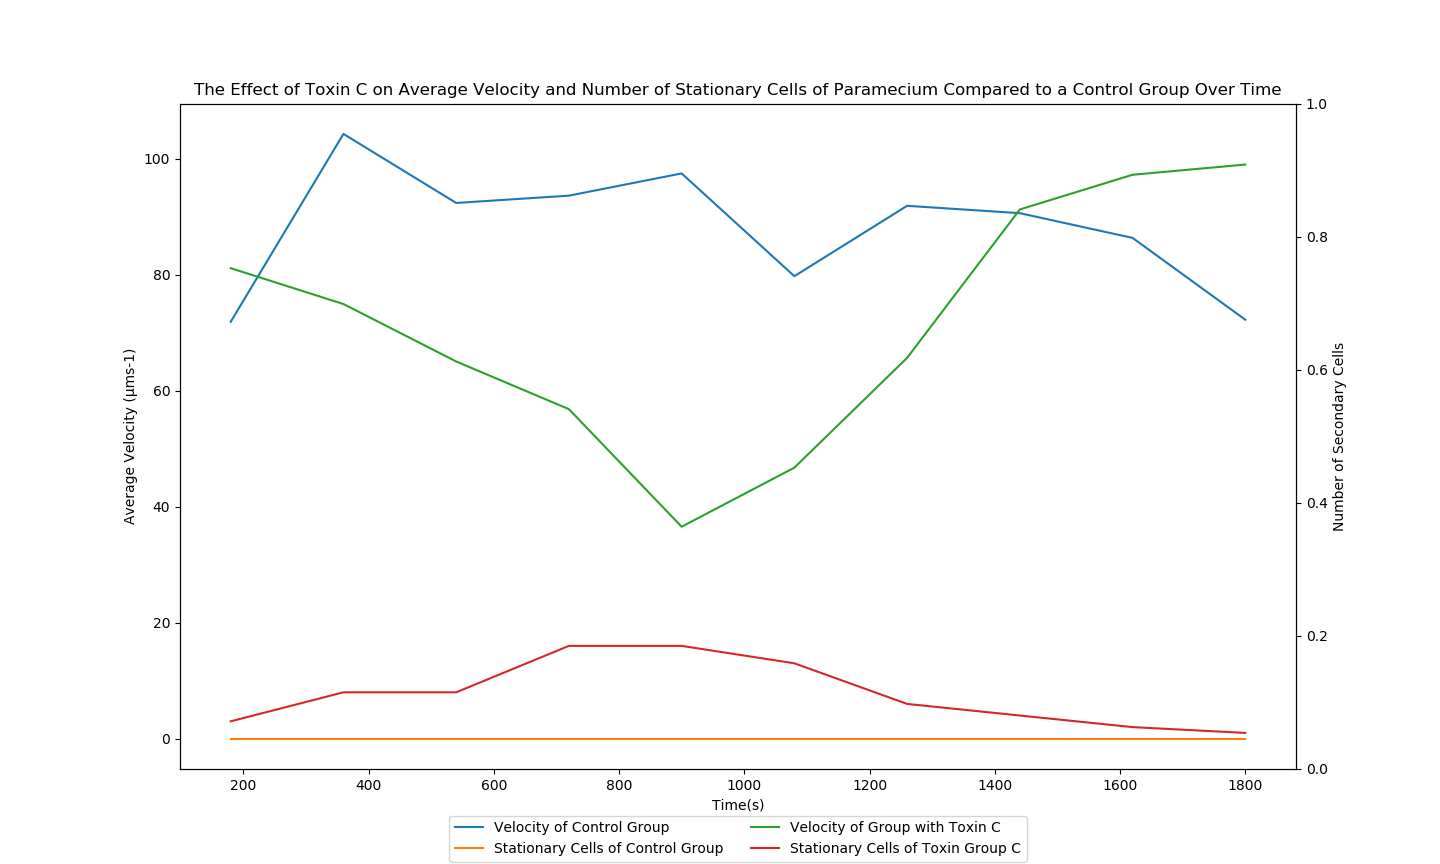 The Effect of Toxin C on Average Velocity and Number of Stationary Cells of Paramecium Compared to a Control Group Over Time
100
80
60
40
20
0
Average Velocity (μms-1)
1.0
0.8
0.6
0.4
0.2
0.0
Number of Secondary Cells
200 400 600 800 1000 1200 1400 1600 1800
Time(s)
Velocity of Control Group
Stationary Cells of Control Group
Velocity of Group with Toxin C
Stationary Cells of Toxin Group C